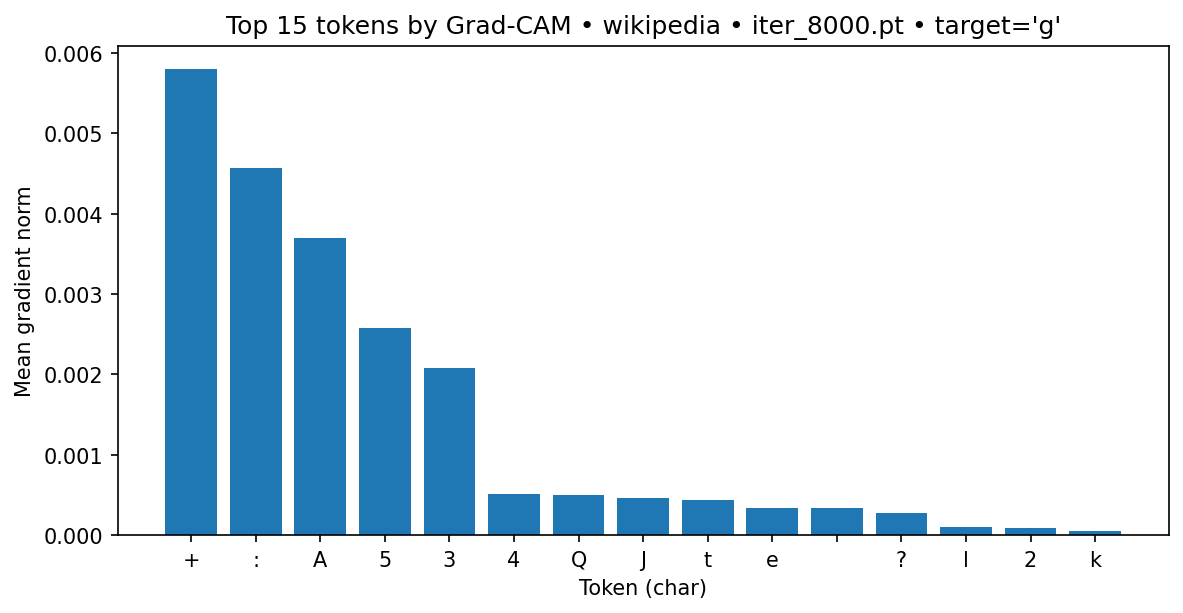 Top 15 tokens by Grad-CAM • wikipedia • iter_8000.pt • target='g'
Mean gradient norm
0.006
0.005
0.004
0.003
0.002
0.001
0.000
+ : A 5 3 4 Q J t e ? l 2 k
Token (char)